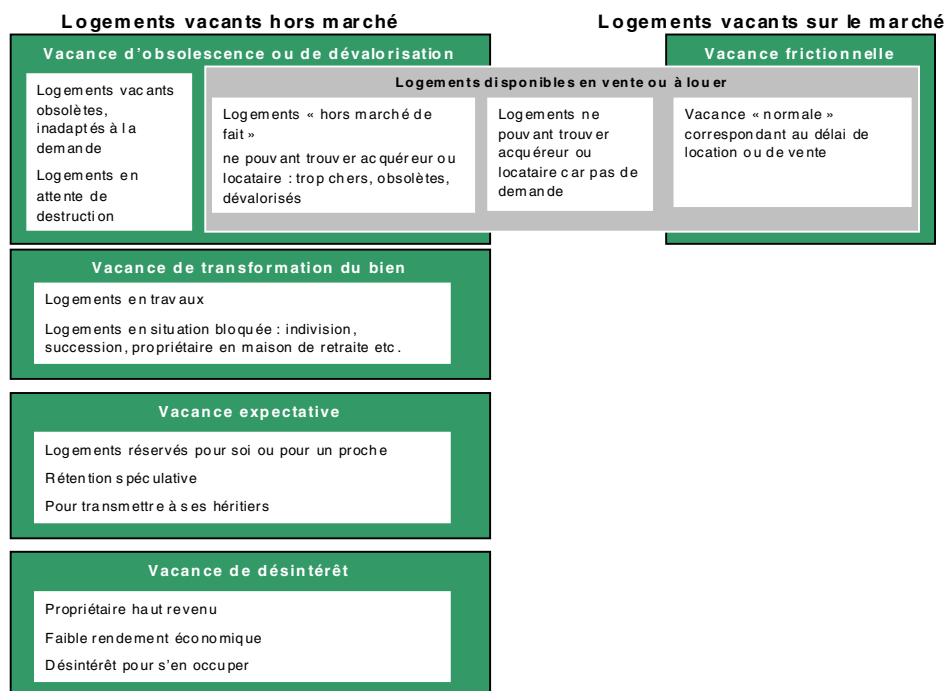 Logements vacants hors marché
Logements vacants sur le marché
Vacance d'obsolescence ou de dévalorisation
Vacance frictionnelle
Logements disponibles en vente ou à louer
Logements vacants
obsolètes,
inadaptés à la
demande
Logements en
attente de
destruction
Logements « hors marché de
fait »
ne pouvant trouver acquéreur ou
locataire : trop chers, obsolètes,
dévalorisés
Logements ne
pouvant trouver
acquéreur ou
locataire car pas de
demande
Vacance « normale »
correspondant au délai de
location ou de vente
Vacance de transformation du bien
Logements en travaux
Logements en situation bloquée : indivision,
succession, propriétaire en maison de retraite etc.
Vacance expectative
Logements réservés pour soi ou pour un proche
Rétention spéculative
Pour transmettre à ses héritiers
Vacance de désintérêt
Propriétaire haut revenu
Faible rendement économique
Désintérêt pour s'en occuper